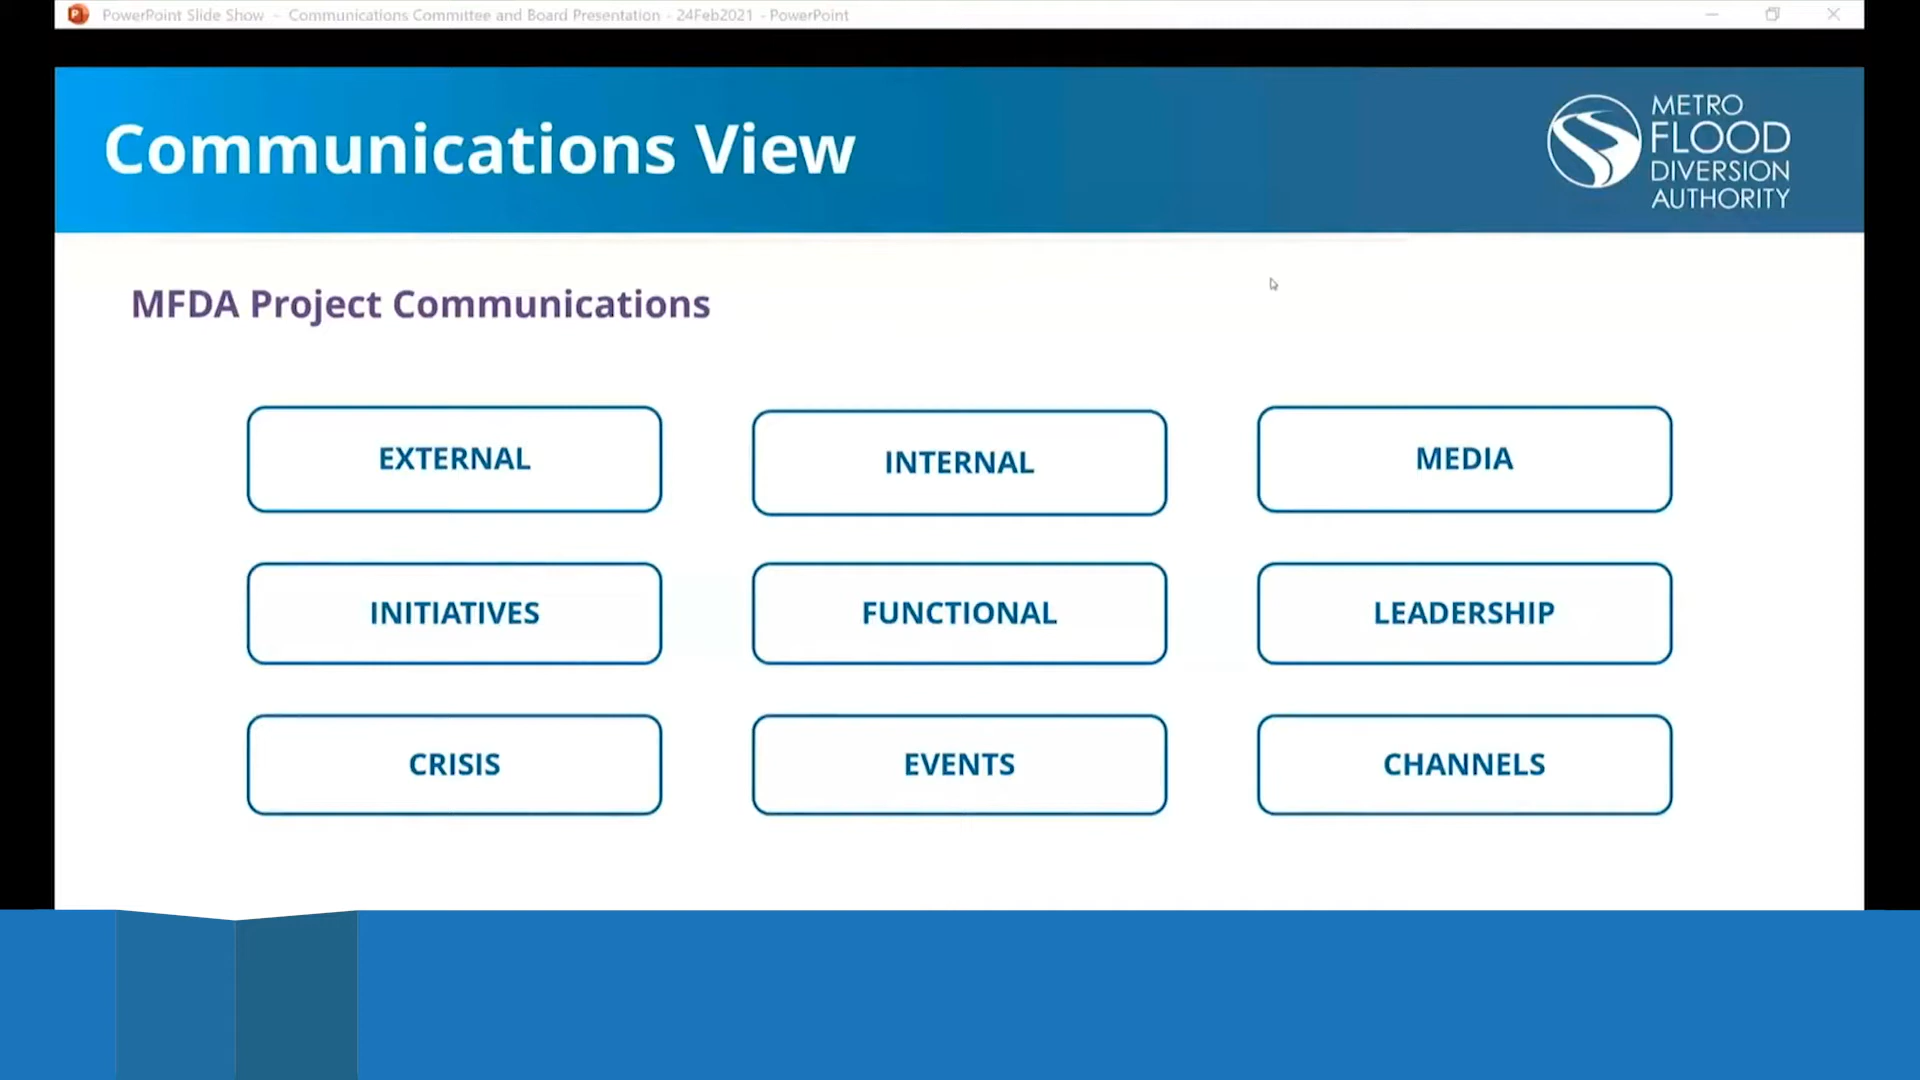 PowerPoint Slide Show - Communications Committee and Board Presentation - 24Feb2021 - PowerPoint
Communications View
METRO
FLOOD
DIVERSION
AUTHORITY
MFDA Project Communications
EXTERNAL
INTERNAL
MEDIA
INITIATIVES
FUNCTIONAL
LEADERSHIP
CRISIS
EVENTS
CHANNELS